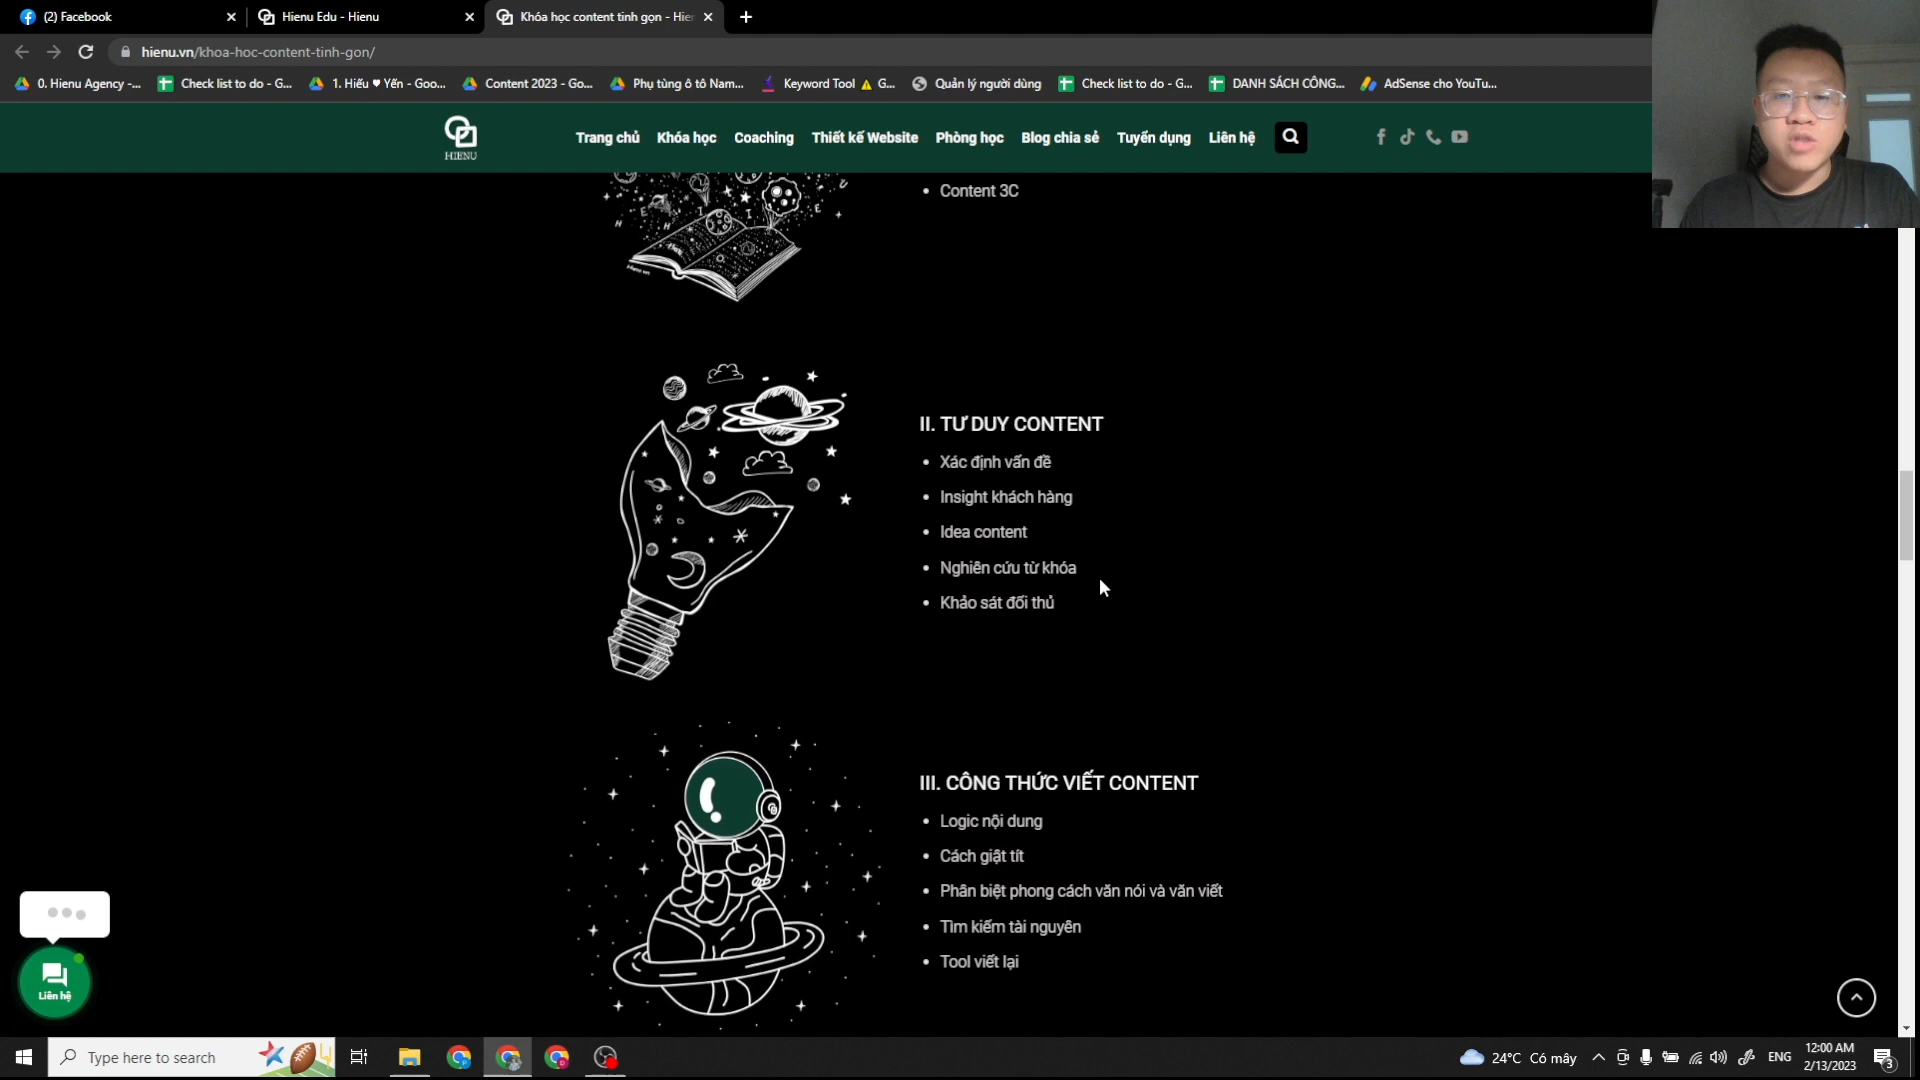 (2) Facebook
Hienu Edu - Hienu
Khóa học content tinh gọn - Hien
hienu.vn/khoa-hoc-content-tinh-gon/
0. Hienu Agency -...
Check list to do - G...
1. Hiếu ♥ Yến - Goo...
Content 2023 - Go...
Phụ tùng ô tô Nam...
Keyword Tool ⚠ G...
Quản lý người dùng
Check list to do - G...
DANH SÁCH CÔNG...
AdSense cho YouTu...
HIENU
Trang chủ
Khóa học
Coaching
Thiết kế Website
Phòng học
Blog chia sẻ
Tuyển dụng
Liên hệ
• Content 3C
II. TƯ DUY CONTENT
• Xác định vấn đề
• Insight khách hàng
• Idea content
• Nghiên cứu từ khóa
• Khảo sát đối thủ
III. CÔNG THỨC VIẾT CONTENT
• Logic nội dung
• Cách giật tít
• Phân biệt phong cách văn nói và văn viết
• Tìm kiếm tài nguyên
• Tool viết lại
Liên hệ
Type here to search
24°C Có mây
ENG
12:00 AM
2/13/2023
3